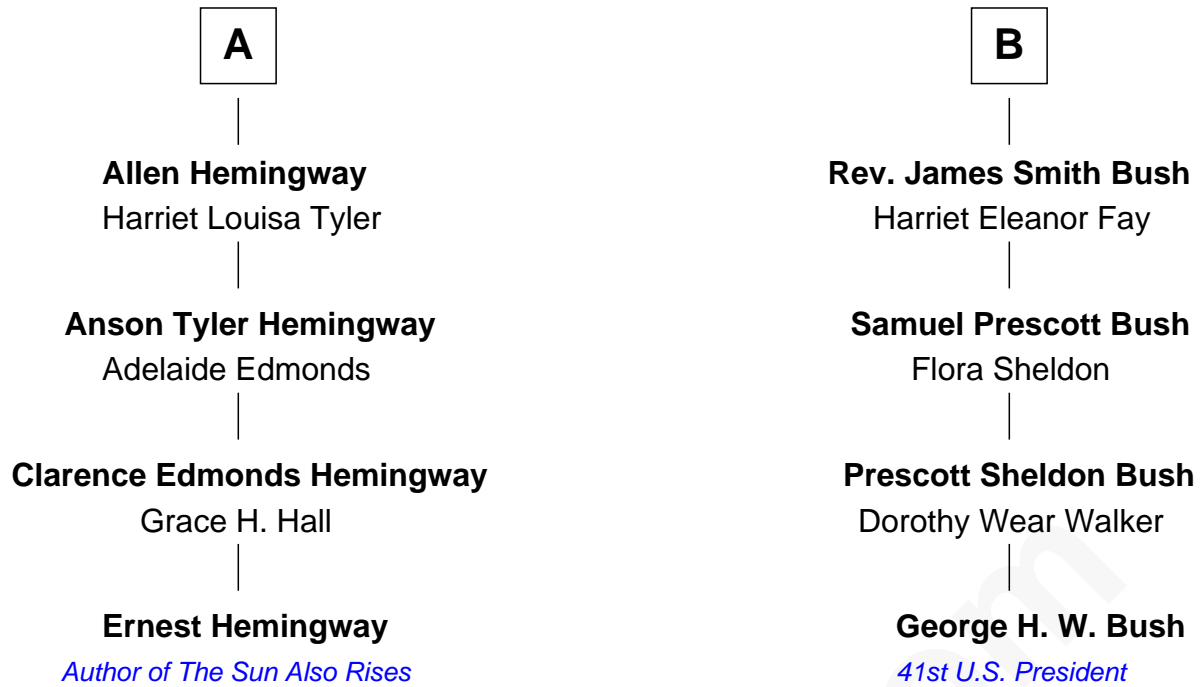 A
Allen Hemingway
Harriet Louisa Tyler
Anson Tyler Hemingway
Adelaide Edmonds
Clarence Edmonds Hemingway
Grace H. Hall
Ernest Hemingway
Author of The Sun Also Rises
B
Rev. James Smith Bush
Harriet Eleanor Fay
Samuel Prescott Bush
Flora Sheldon
Prescott Sheldon Bush
Dorothy Wear Walker
George H. W. Bush
41st U.S. President